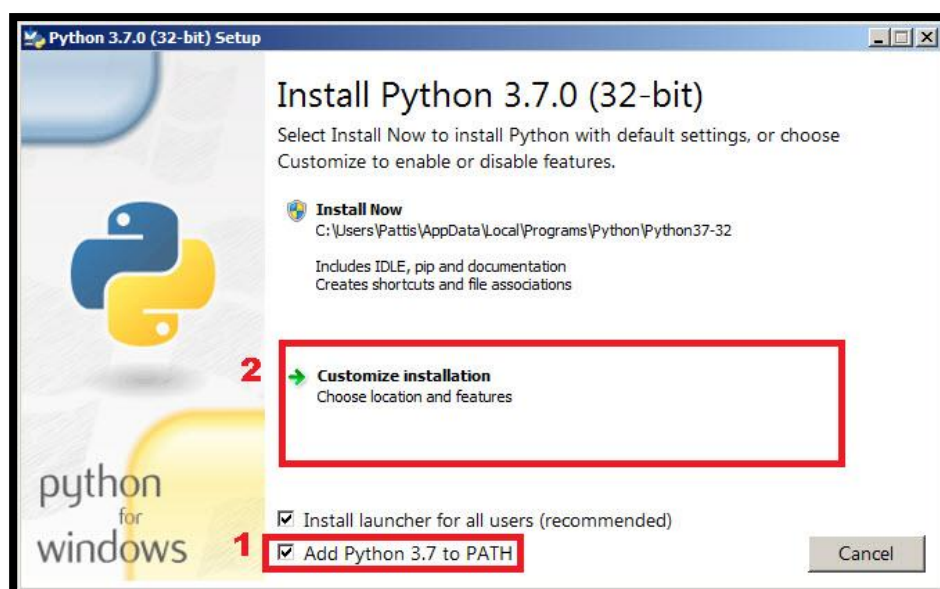 Python 3.7.0 (32-bit) Setup
Install Python 3.7.0 (32-bit)
Select Install Now to install Python with default settings, or choose
Customize to enable or disable features.
Install Now
C:\Users\Pattis\AppData\Local\Programs\Python\Python37-32
Includes IDLE, pip and documentation
Creates shortcuts and file associations
2
Customize installation
Choose location and features
python
for
windows
Install launcher for all users (recommended)
1
Add Python 3.7 to PATH
Cancel